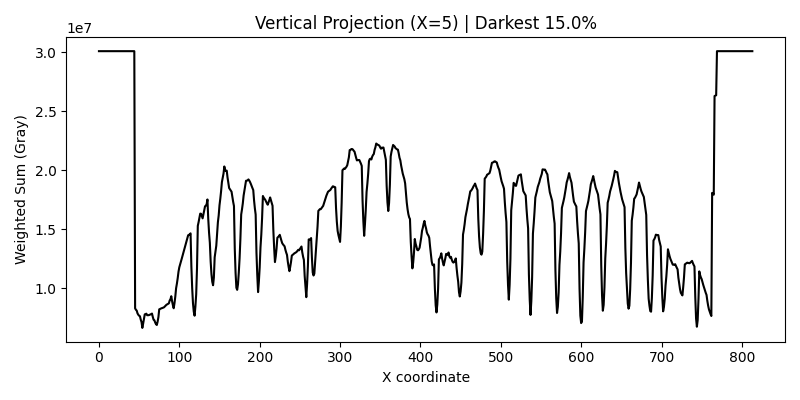 Vertical Projection (X=5) | Darkest 15.0%
1e7
3.0
2.5
2.0
1.5
1.0
Weighted Sum (Gray)
0 100 200 300 400 500 600 700 800
X coordinate